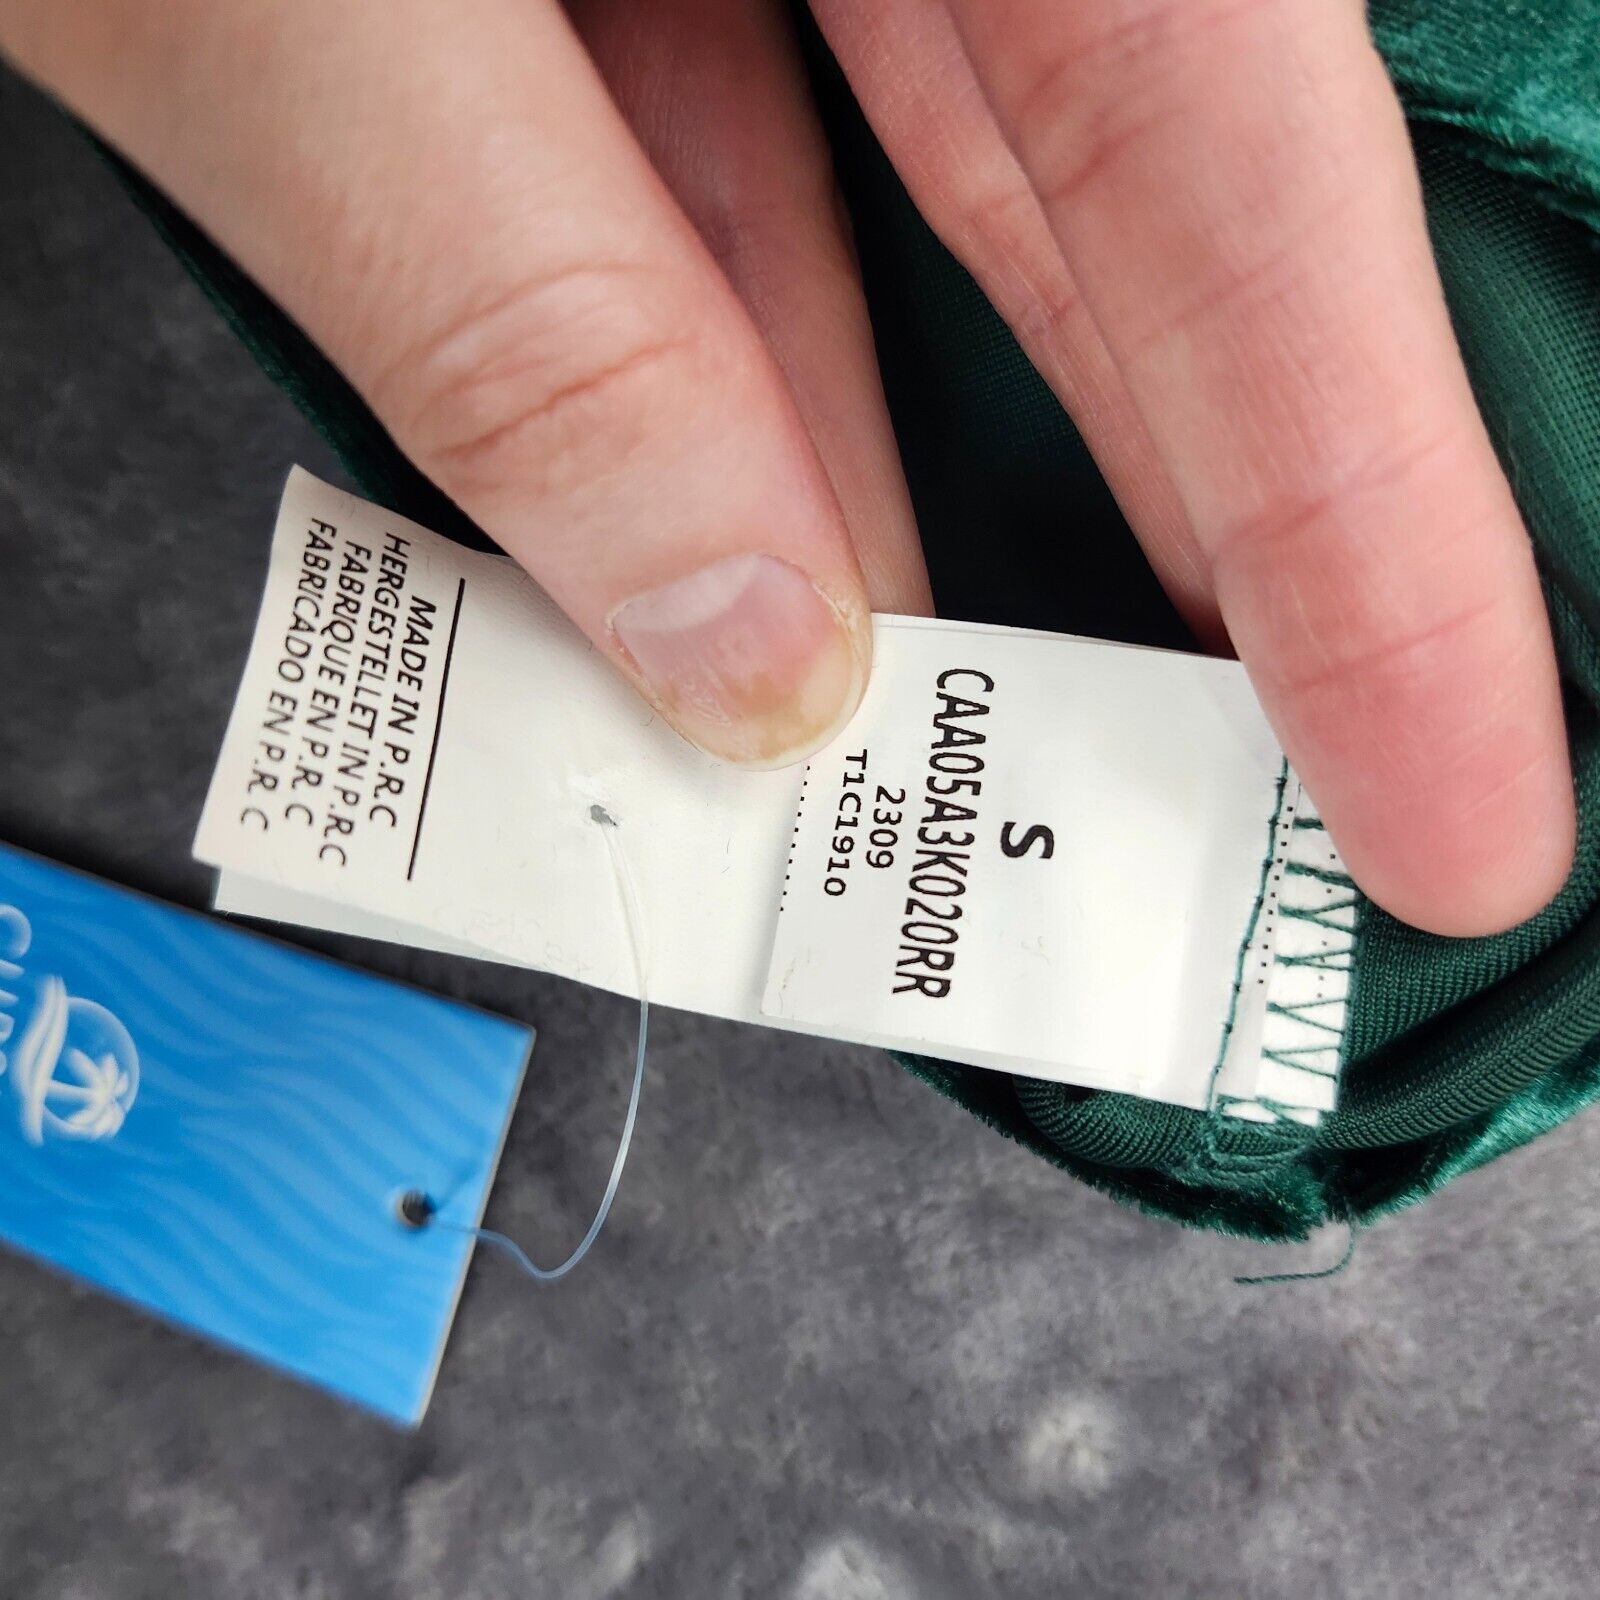 S
CAA05A3K020RR
2309
T1C1910
MADE IN P.R.C
HERGESTELLET IN P.R.C
FABRIQUE EN P.R C
FABRICADO EN P.R C